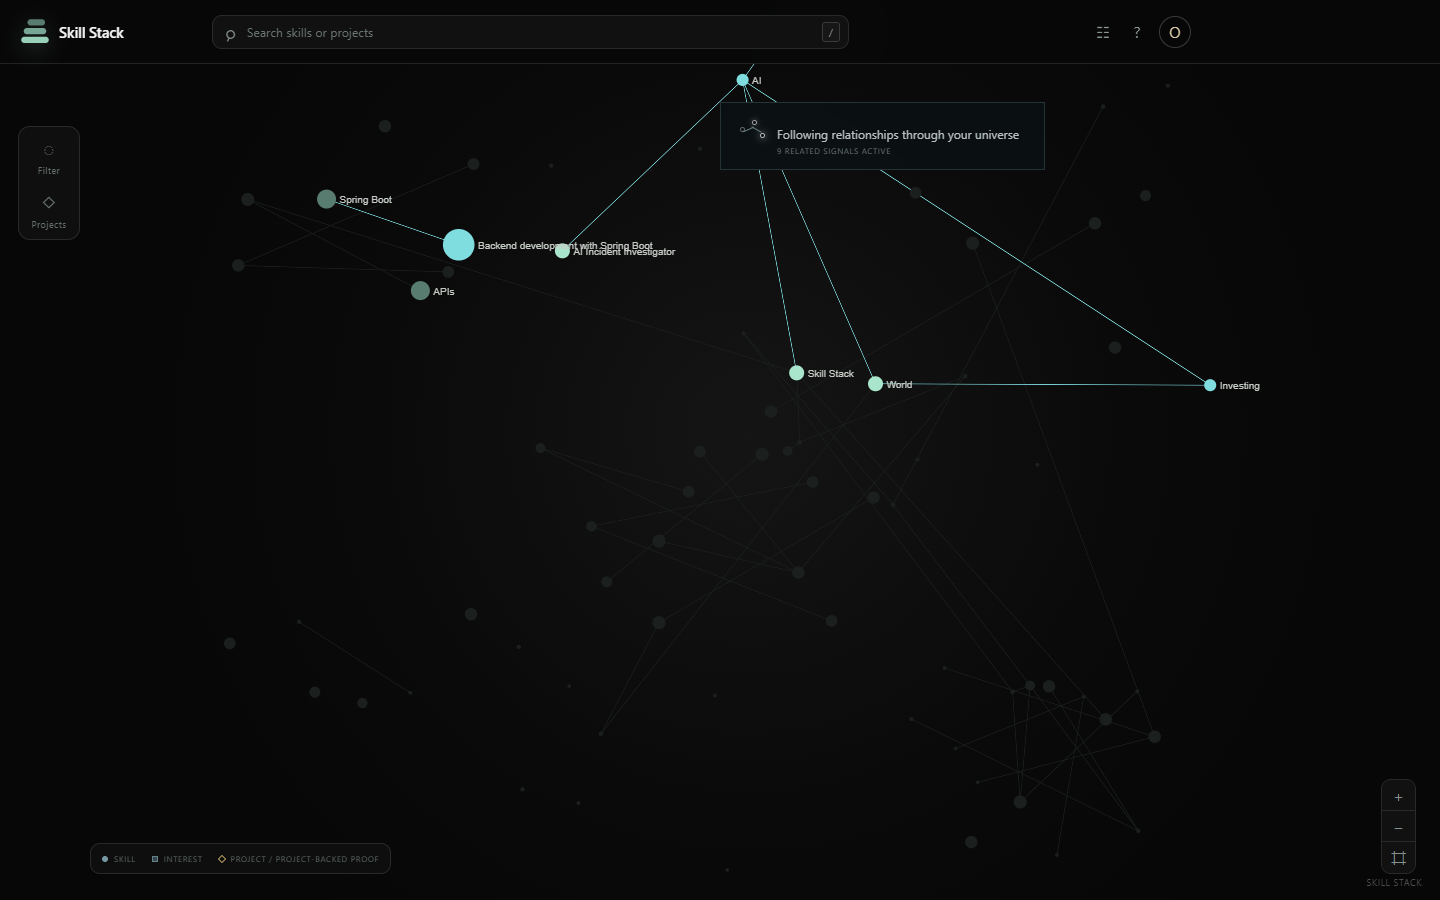 Skill Stack
Search skills or projects
/
?
O
AI
Following relationships through your universe
9 RELATED SIGNALS ACTIVE
Filter
Projects
Spring Boot
Backend development with Spring Boot
AI Incident Investigator
APIs
Skill Stack
World
Investing
+
−
SKILL
INTEREST
PROJECT / PROJECT-BACKED PROOF
SKILL STACK